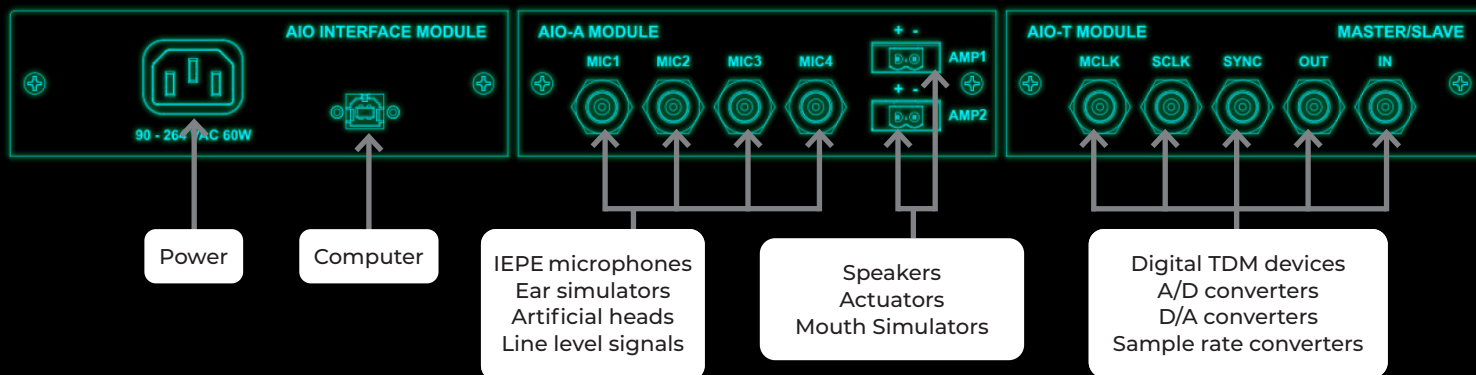 AIO INTERFACE MODULE
90 - 264 VAC 60W
AIO-A MODULE
MIC1 MIC2 MIC3 MIC4
+ -
AMP1
+ -
AMP2
AIO-T MODULE MASTER/SLAVE
MCLK SCLK SYNC OUT IN
Power
Computer
IEPE microphones
Ear simulators
Artificial heads
Line level signals
Speakers
Actuators
Mouth Simulators
Digital TDM devices
A/D converters
D/A converters
Sample rate converters